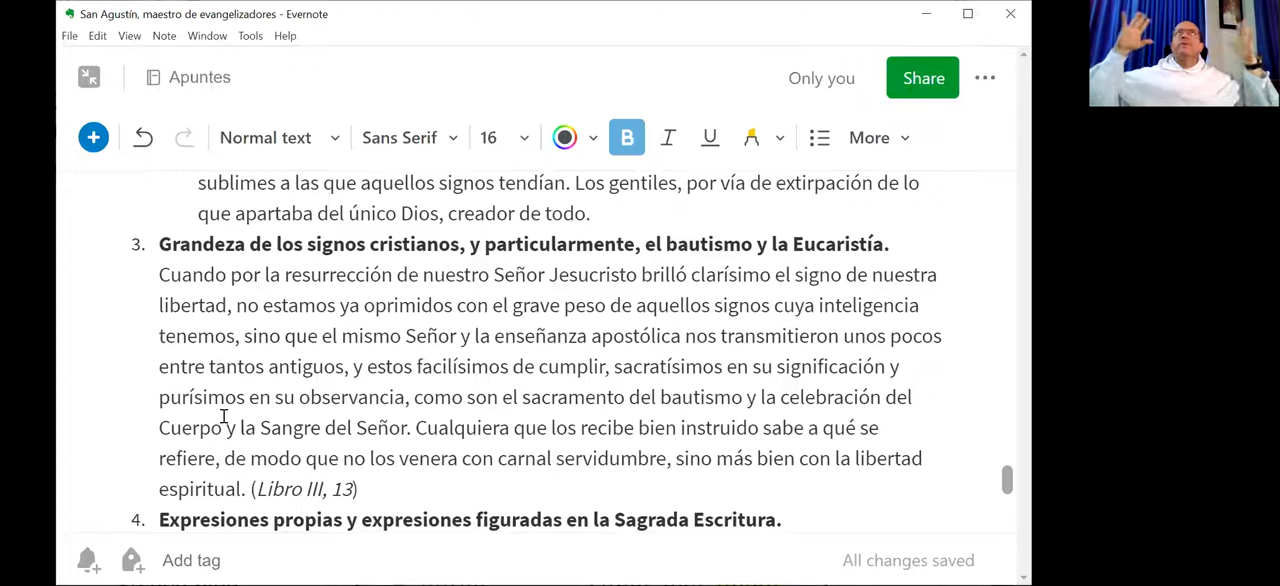 San Agustín, maestro de evangelizadores - Evernote
File Edit View Note Window Tools Help
Apuntes
Only you
Share
Normal text
Sans Serif
16
B I U
More
sublimes a las que aquellos signos tendían. Los gentiles, por vía de extirpación de lo
que apartaba del único Dios, creador de todo.
3. Grandeza de los signos cristianos, y particularmente, el bautismo y la Eucaristía.
Cuando por la resurrección de nuestro Señor Jesucristo brilló clarísimo el signo de nuestra
libertad, no estamos ya oprimidos con el grave peso de aquellos signos cuya inteligencia
tenemos, sino que el mismo Señor y la enseñanza apostólica nos transmitieron unos pocos
entre tantos antiguos, y estos facilísimos de cumplir, sacratísimos en su significación y
purísimos en su observancia, como son el sacramento del bautismo y la celebración del
Cuerpo y la Sangre del Señor. Cualquiera que los recibe bien instruido sabe a qué se
refiere, de modo que no los venera con carnal servidumbre, sino más bien con la libertad
espiritual. (Libro III, 13)
4. Expresiones propias y expresiones figuradas en la Sagrada Escritura.
Add tag
All changes saved